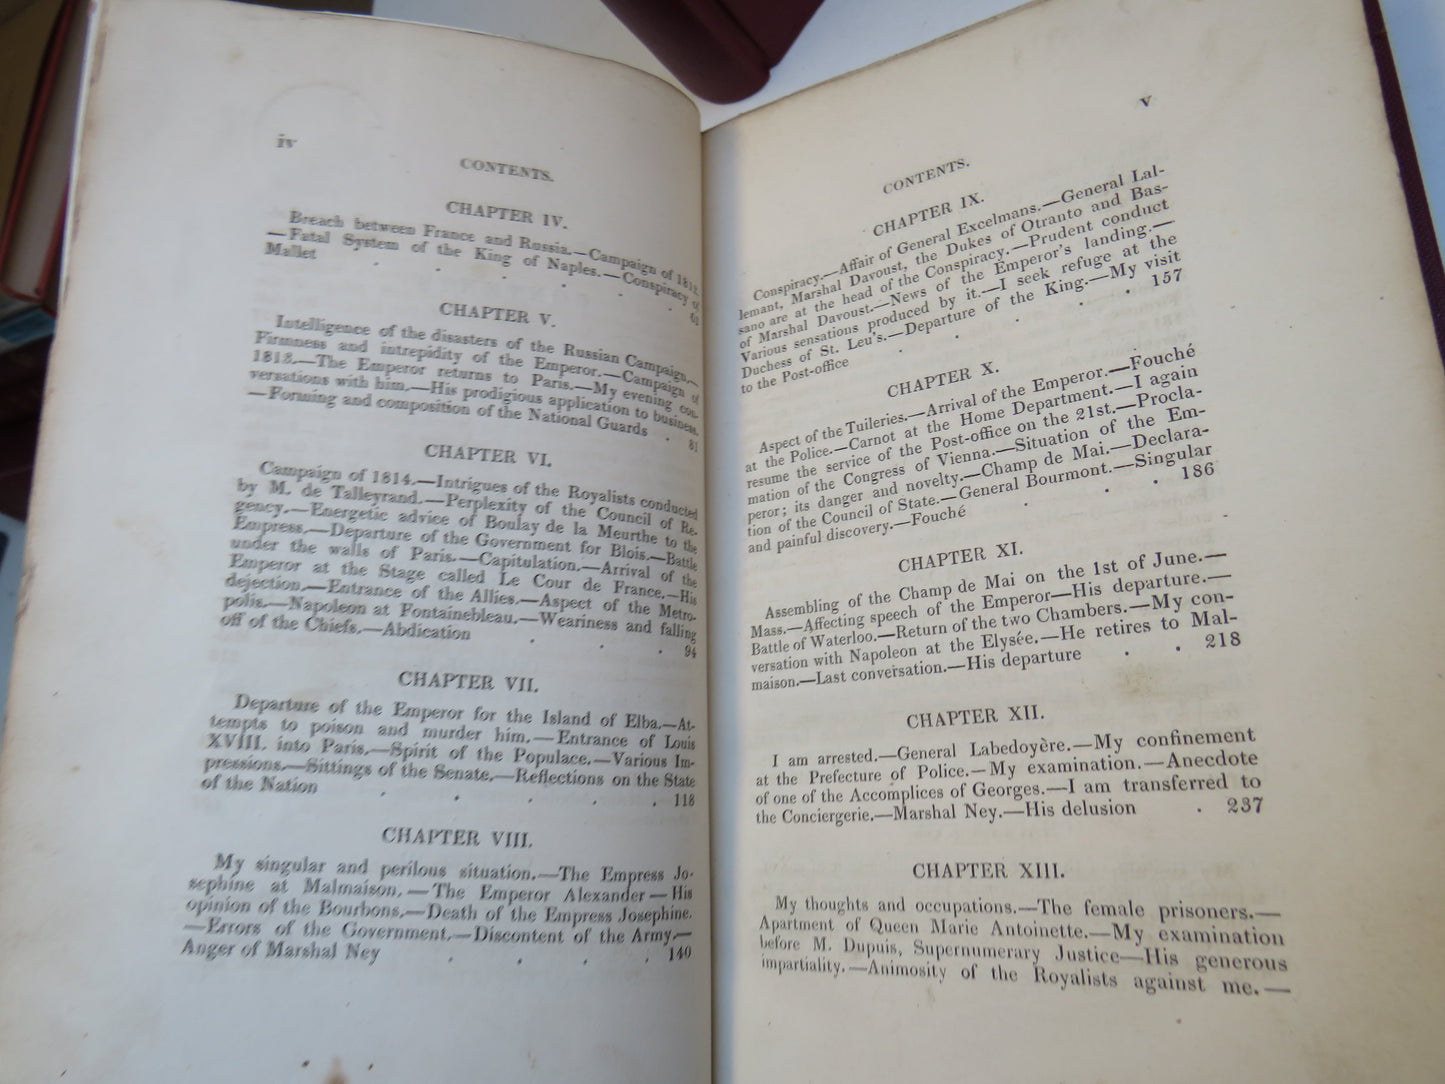 iv
CONTENTS.
CHAPTER IV.
Breach between France and Russia.—Campaign of 1812.
—Fatal System of the King of Naples.—Conspiracy of
Mallet . . . . . . 61
CHAPTER V.
Intelligence of the disasters of the Russian Campaign.—
Firmness and intrepidity of the Emperor.—Campaign of
1813.—The Emperor returns to Paris.—My evening con-
versations with him.—His prodigious application to business.
—Forming and composition of the National Guards . 81
CHAPTER VI.
Campaign of 1814.—Intrigues of the Royalists conducted
by M. de Talleyrand.—Perplexity of the Council of Re-
gency.—Energetic advice of Boulay de la Meurthe to the
Empress.—Departure of the Government for Blois.—Battle
under the walls of Paris.—Capitulation.—Arrival of the
Emperor at the Stage called Le Cour de France.—His
dejection.—Entrance of the Allies.—Aspect of the Metro-
polis.—Napoleon at Fontainebleau.—Weariness and falling
off of the Chiefs.—Abdication . . . 94
CHAPTER VII.
Departure of the Emperor for the Island of Elba.—At-
tempts to poison and murder him.—Entrance of Louis
XVIII. into Paris.—Spirit of the Populace.—Various Im-
pressions.—Sittings of the Senate.—Reflections on the State
of the Nation . . . . . 118
CHAPTER VIII.
My singular and perilous situation.—The Empress Jo-
sephine at Malmaison.—The Emperor Alexander—His
opinion of the Bourbons.—Death of the Empress Josephine.
—Errors of the Government.—Discontent of the Army.—
Anger of Marshal Ney . . . . 140
v
CONTENTS.
CHAPTER IX.
Conspiracy.—Affair of General Excelmans.—General Lal-
lemant, Marshal Davoust, the Dukes of Otranto and Bas-
sano are at the head of the Conspiracy.—Prudent conduct
of Marshal Davoust.—News of the Emperor's landing.—
Various sensations produced by it.—I seek refuge at the
Duchess of St. Leu's.—Departure of the King.—My visit
to the Post-office . . . . . 157
CHAPTER X.
Aspect of the Tuileries.—Arrival of the Emperor.—Fouché
at the Police.—Carnot at the Home Department.—I again
resume the service of the Post-office on the 21st.—Procla-
mation of the Congress of Vienna.—Situation of the Em-
peror; its danger and novelty.—Champ de Mai.—Declara-
tion of the Council of State.—General Bourmont.—Singular
and painful discovery.—Fouché . . . 186
CHAPTER XI.
Assembling of the Champ de Mai on the 1st of June.—
Mass.—Affecting speech of the Emperor—His departure.—
Battle of Waterloo.—Return of the two Chambers.—My con-
versation with Napoleon at the Elysée.—He retires to Mal-
maison.—Last conversation.—His departure . . 218
CHAPTER XII.
I am arrested.—General Labedoyère.—My confinement
at the Prefecture of Police.—My examination.—Anecdote
of one of the Accomplices of Georges.—I am transferred to
the Conciergerie.—Marshal Ney.—His delusion . 237
CHAPTER XIII.
My thoughts and occupations.—The female prisoners.—
Apartment of Queen Marie Antoinette.—My examination
before M. Dupuis, Supernumerary Justice—His generous
impartiality.—Animosity of the Royalists against me.—